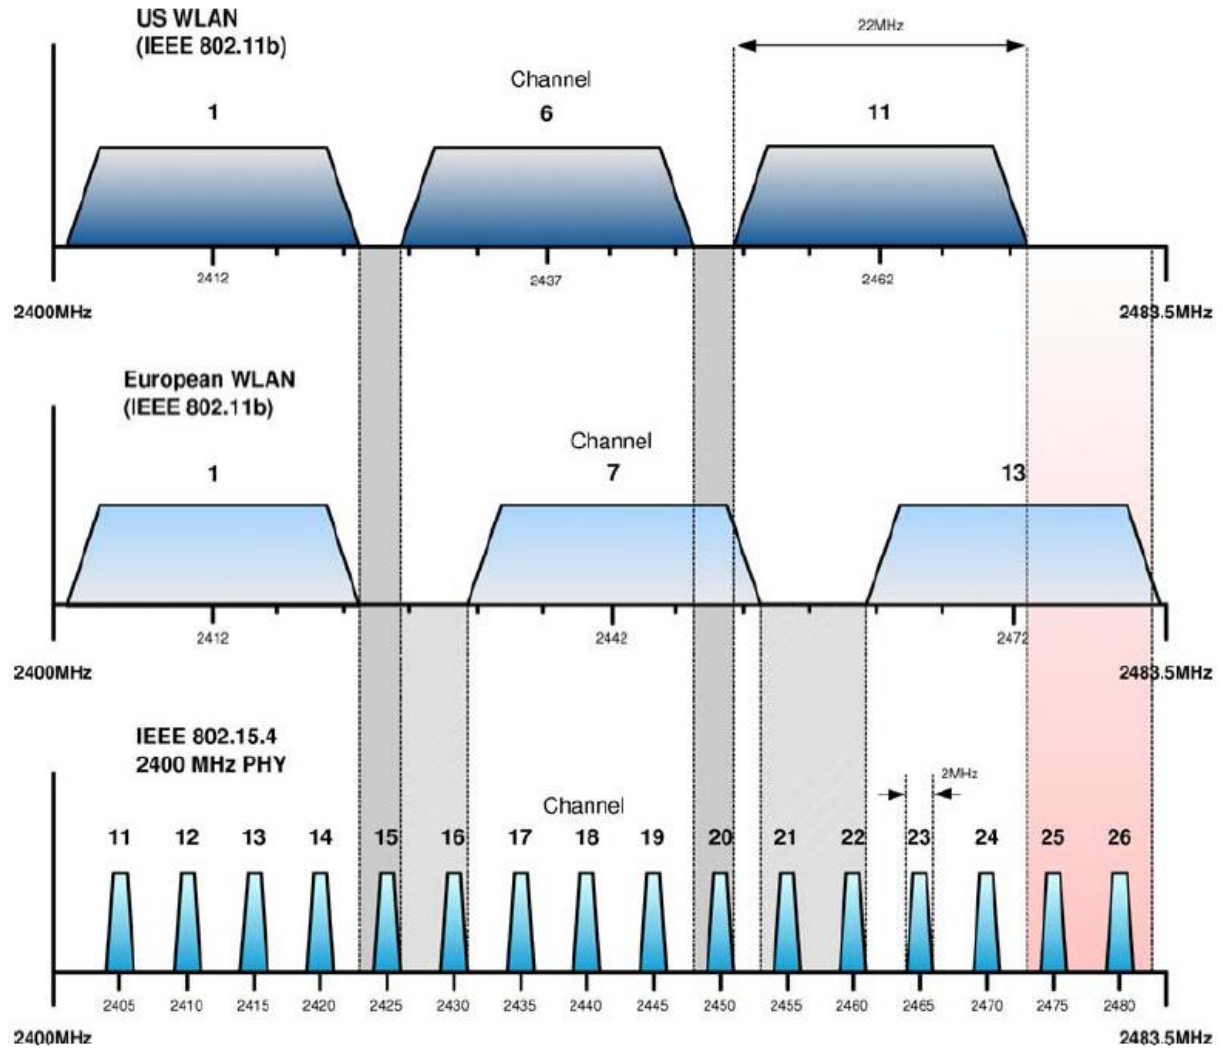 US WLAN
(IEEE 802.11b)
22MHz
Channel
1 6 11
2412 2437 2462
2400MHz 2483.5MHz
European WLAN
(IEEE 802.11b)
Channel
1 7 13
2412 2442 2472
2400MHz 2483.5MHz
IEEE 802.15.4
2400 MHz PHY
2MHz
Channel
11 12 13 14 15 16 17 18 19 20 21 22 23 24 25 26
2405 2410 2415 2420 2425 2430 2435 2440 2445 2450 2455 2460 2465 2470 2475 2480
2400MHz 2483.5MHz